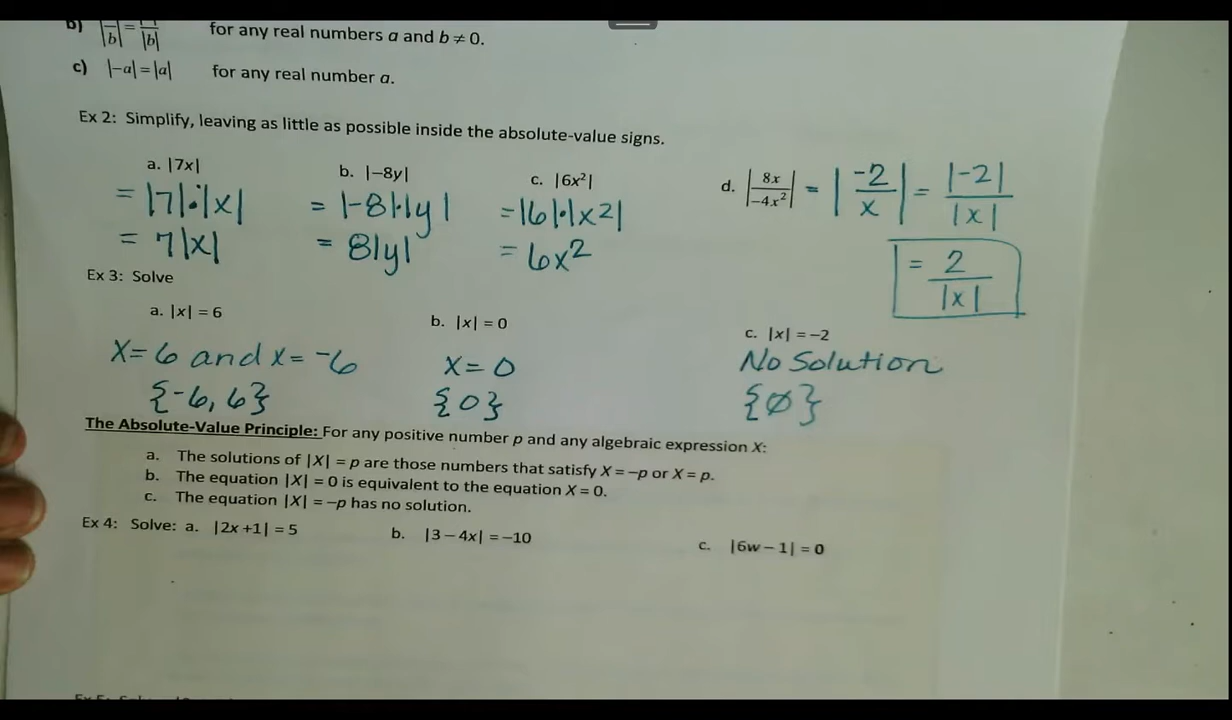 b) |a/b| = |a|/|b| for any real numbers a and b ≠ 0.
c) |−a| = |a| for any real number a.
Ex 2: Simplify, leaving as little as possible inside the absolute-value signs.
a. |7x| b. |−8y| c. |6x²| d. |8x/−4x²| = |-2/x| = |-2|/|x|
= |7|·|x| = |-8|·|y| = |6|·|x²|
= 7|x| = 8|y| = 6x² = 2/|x|
Ex 3: Solve
a. |x| = 6 b. |x| = 0 c. |x| = −2
x = 6 and x = -6 x = 0 No Solution
{-6, 6} {0} {∅}
The Absolute-Value Principle: For any positive number p and any algebraic expression X:
a. The solutions of |X| = p are those numbers that satisfy X = −p or X = p.
b. The equation |X| = 0 is equivalent to the equation X = 0.
c. The equation |X| = −p has no solution.
Ex 4: Solve: a. |2x +1| = 5 b. |3 − 4x| = −10 c. |6w − 1| = 0